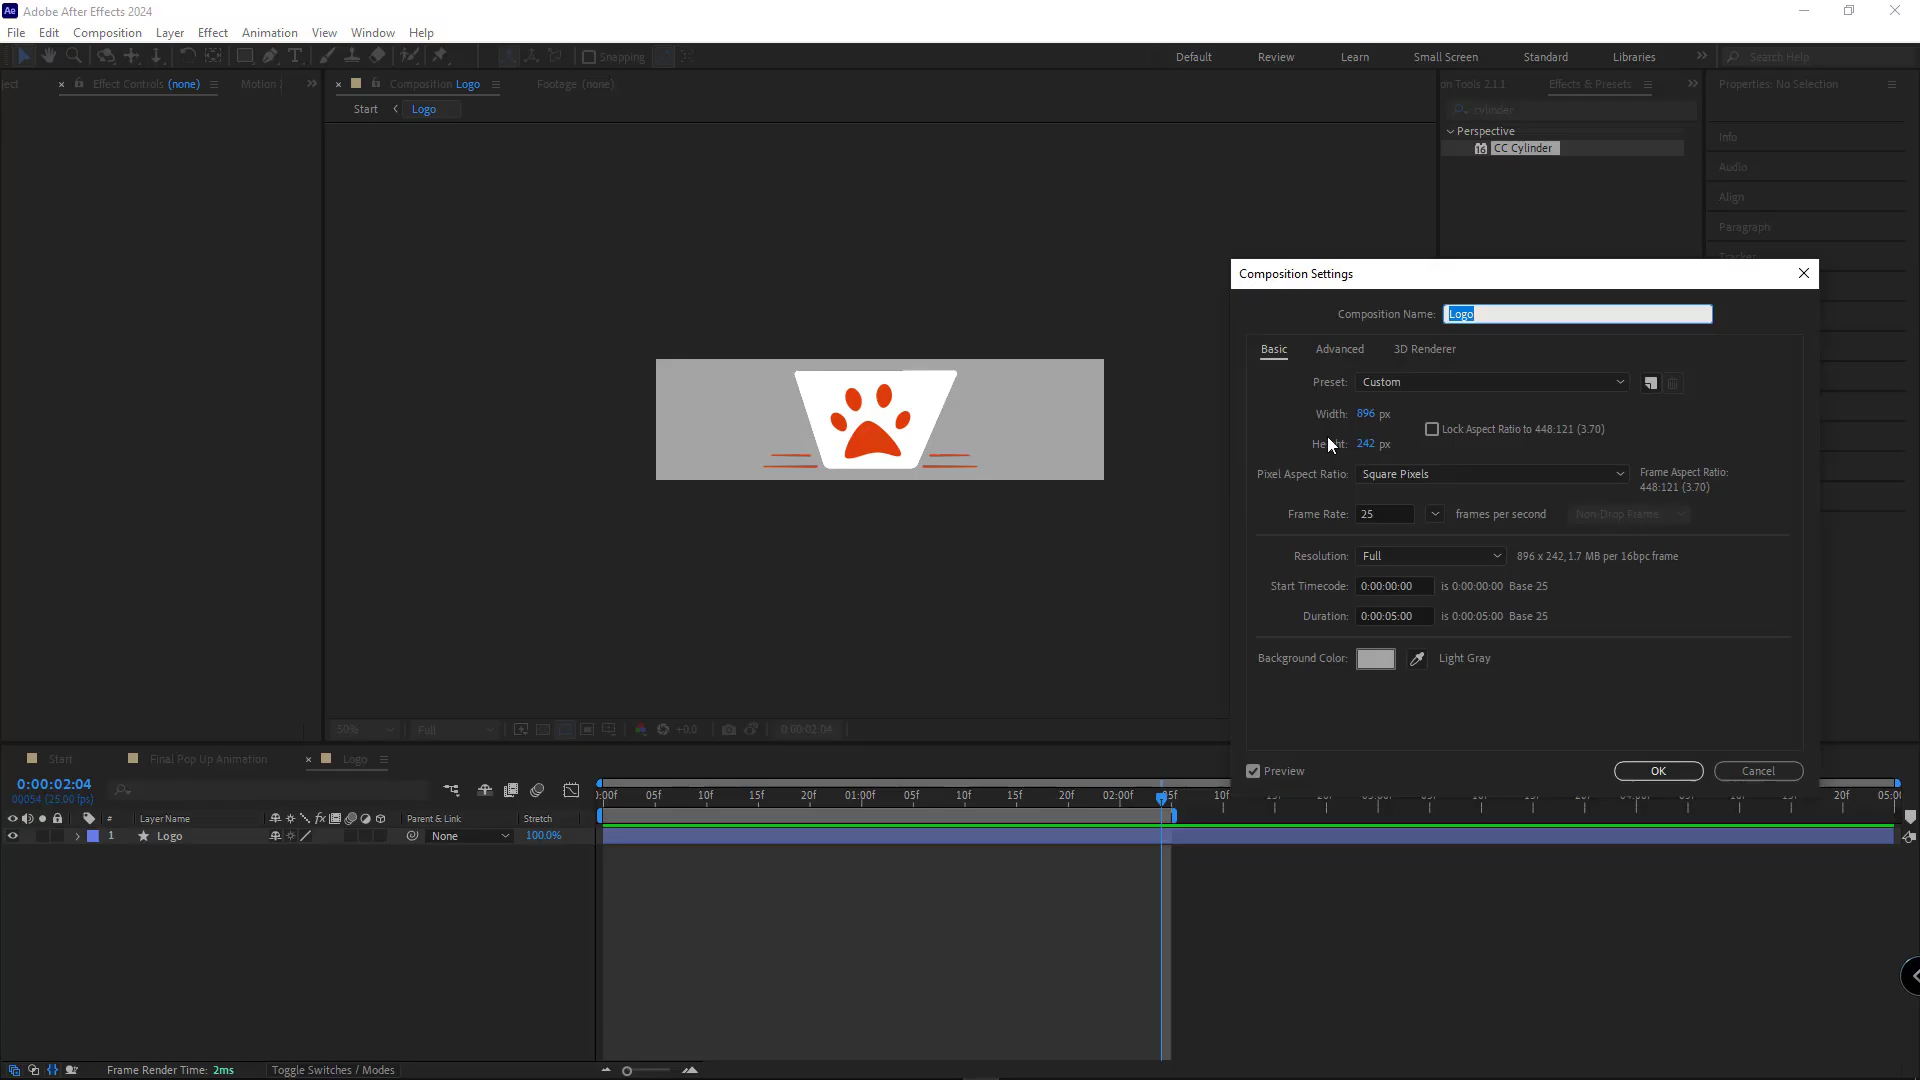 Ae Adobe After Effects 2024
File Edit Composition Layer Effect Animation View Window Help
Snapping
Default Review Learn Small Screen Standard Libraries
Search Help
ject
Effect Controls (none)
Motion
Composition Logo
Footage (none)
on Tools 2.1.1
Effects & Presets
Properties: No Selection
Start Logo
cylinder
Perspective
16 CC Cylinder
Info
Audio
Align
Paragraph
Tracker
Composition Settings
Composition Name: Logo
Basic Advanced 3D Renderer
Preset: Custom
Width: 896 px
Lock Aspect Ratio to 448:121 (3.70)
Height: 242 px
Pixel Aspect Ratio: Square Pixels
Frame Aspect Ratio:
448:121 (3.70)
Frame Rate: 25 frames per second Non-Drop Frame
Resolution: Full 896 x 242, 1.7 MB per 16bpc frame
Start Timecode: 0:00:00:00 is 0:00:00:00 Base 25
Duration: 0:00:05:00 is 0:00:05:00 Base 25
Background Color: Light Gray
Preview
OK Cancel
50% Full +0.0 0:00:02:04
Start Final Pop Up Animation Logo
0:00:02:04
00054 (25.00 fps)
# Layer Name fx Parent & Link Stretch
1 Logo None 100.0%
:00f 05f 10f 15f 20f 01:00f 05f 10f 15f 20f 02:00f 05f 10f 20f 05:00
Frame Render Time: 2ms Toggle Switches / Modes